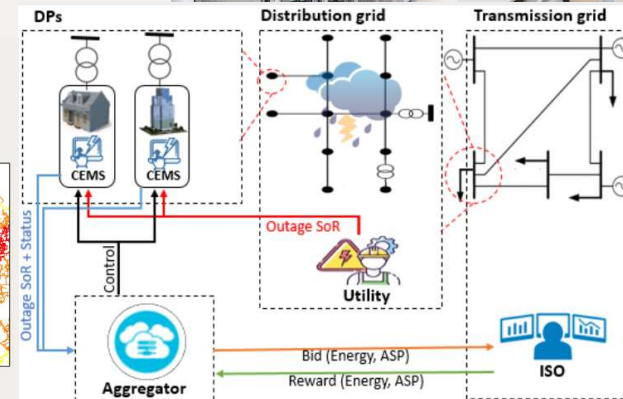 DPs
Distribution grid
Transmission grid
CEMS
CEMS
Outage SoR
Outage SoR + Status
Control
Utility
Bid (Energy, ASP)
Reward (Energy, ASP)
Aggregator
ISO